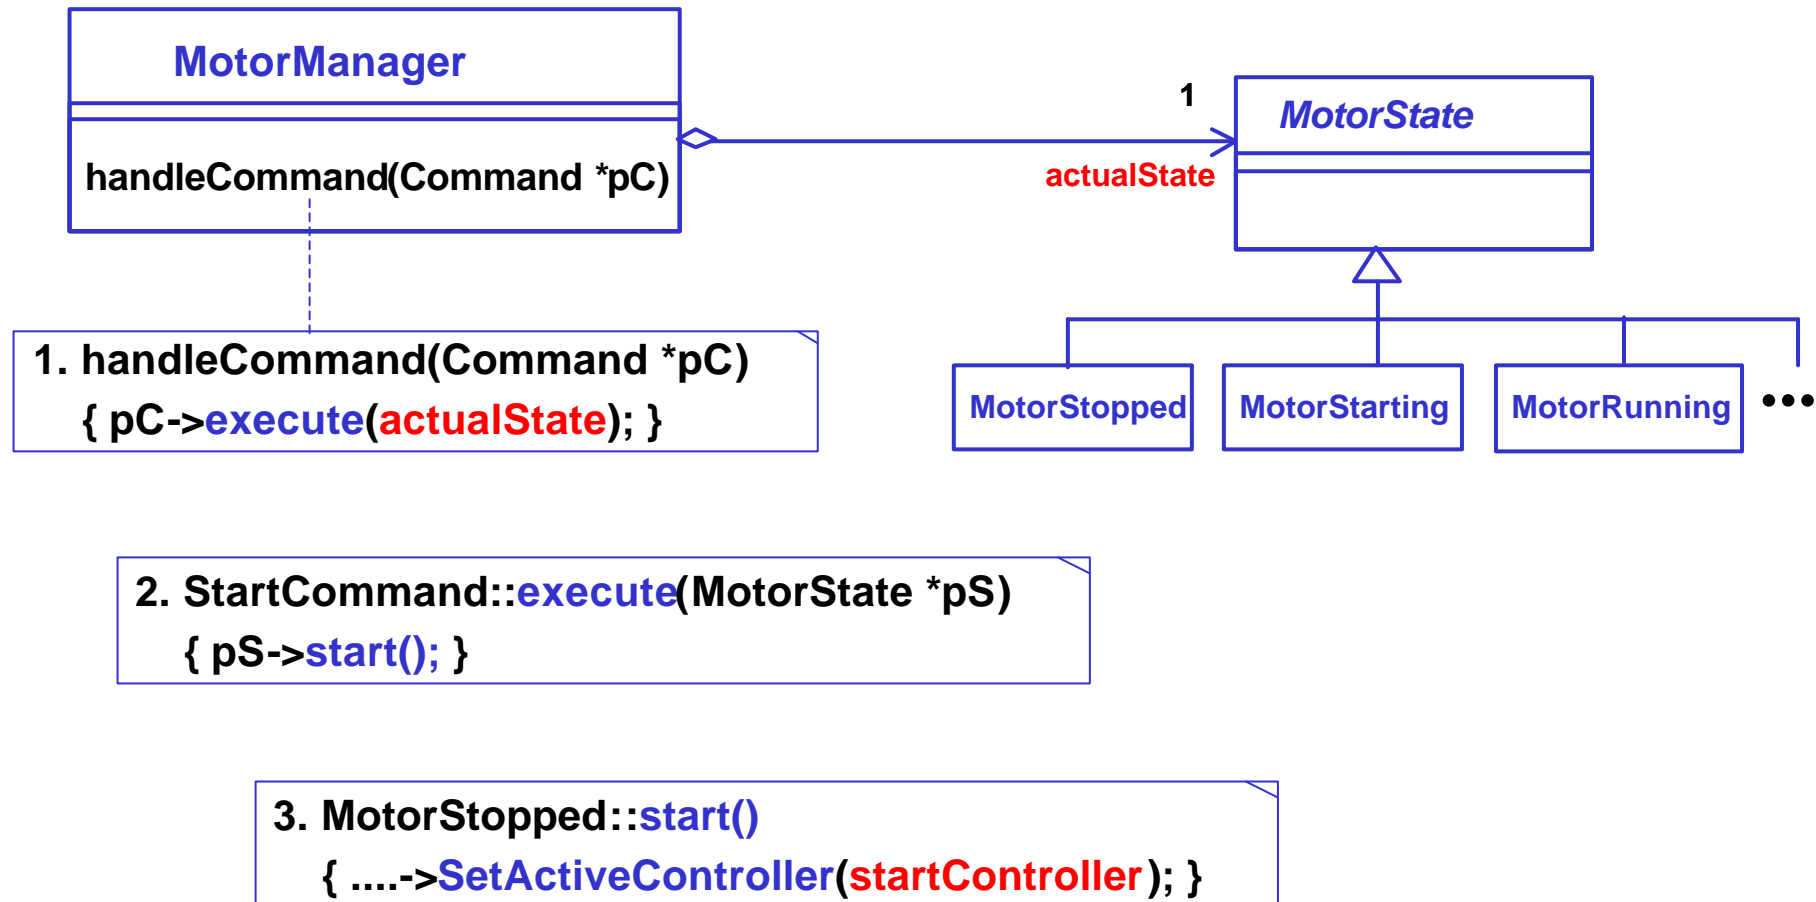 MotorManager
handleCommand(Command *pC)
1
MotorState
actualState
1. handleCommand(Command *pC)
{ pC->execute(actualState); }
MotorStopped
MotorStarting
MotorRunning
•••
2. StartCommand::execute(MotorState *pS)
{ pS->start(); }
3. MotorStopped::start()
{ ....->SetActiveController(startController); }